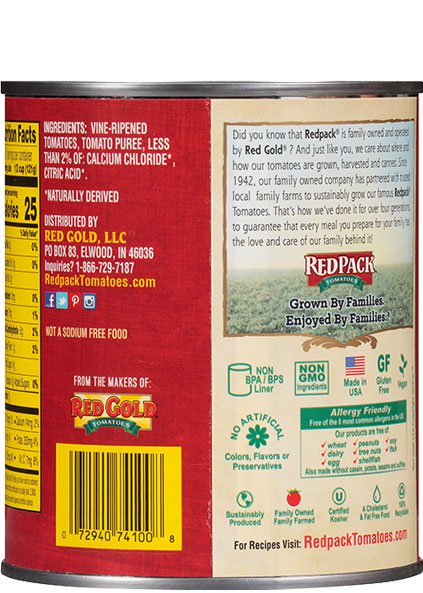 trition Facts
Calories 25
% Daily Value*
0%
0%
0%
1%
2%
2%
0%
INGREDIENTS: VINE-RIPENED
TOMATOES, TOMATO PUREE, LESS
THAN 2% OF: CALCIUM CHLORIDE*,
CITRIC ACID*.
*NATURALLY DERIVED
DISTRIBUTED BY
RED GOLD, LLC
PO BOX 83, ELWOOD, IN 46036
Inquiries? 1-866-729-7187
RedpackTomatoes.com
NOT A SODIUM FREE FOOD
FROM THE MAKERS OF:
RED GOLD
TOMATOES
0 72940 74100 8
Did you know that Redpack® is family owned and operated
by Red Gold® ? And just like you, we care about where and
how our tomatoes are grown, harvested and canned. Since
1942, our family owned company has partnered with trusted
local family farms to sustainably grow our famous Redpack®
Tomatoes. That's how we've done it for over four generations,
to guarantee that every meal you prepare for your family has
the love and care of our family behind it!
REDPACK
TOMATOES
Grown By Families.
Enjoyed By Families.
NON
BPA / BPS
Liner
NON
GMO
Ingredients
Made in
USA
GF
Gluten
Free
Vegan
NO ARTIFICIAL
Colors, Flavors or
Preservatives
Allergy Friendly
Free of the 8 most common allergens in the US
Our products are free of:
wheat peanuts soy
dairy tree nuts fish
egg shellfish
Also made without casein, potato, sesame and sulfites.
Sustainably
Produced
Family Owned
Family Farmed
U
Certified
Kosher
A Cholesterol
& Fat Free Food
100%
Recyclable
For Recipes Visit: RedpackTomatoes.com